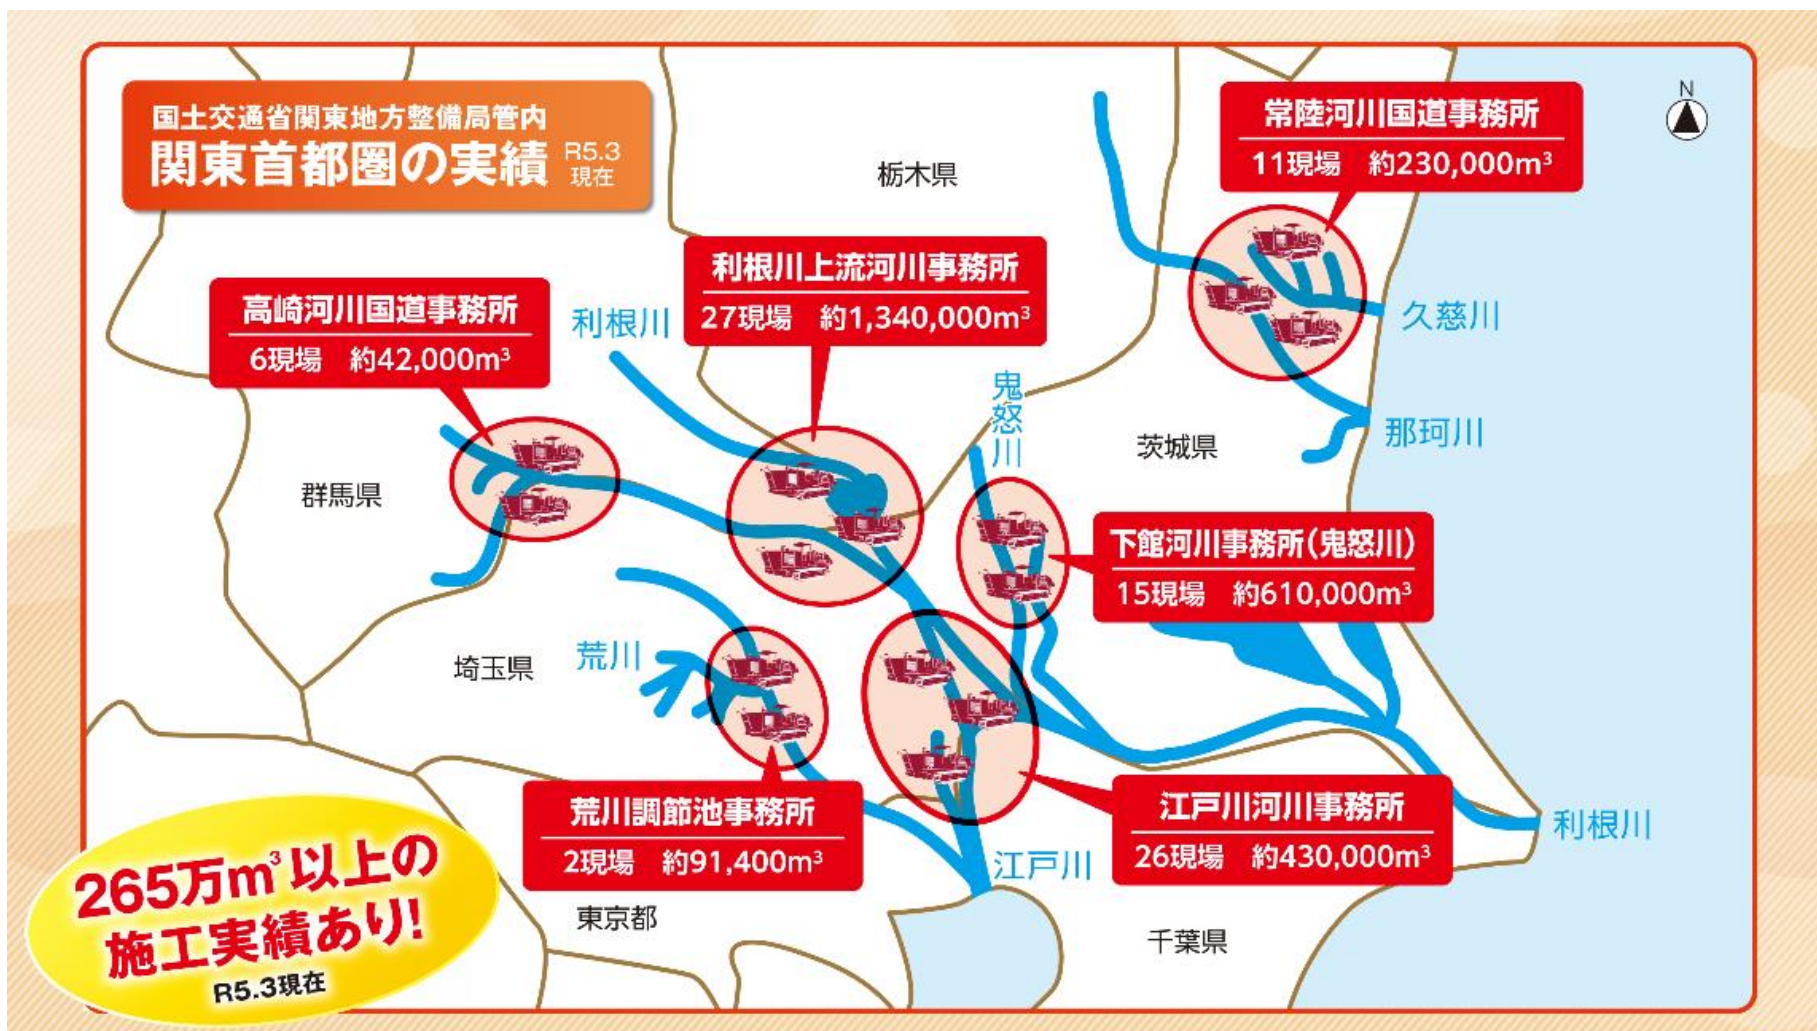 国土交通省関東地方整備局管内
関東首都圏の実績
R5.3
現在
N
常陸河川国道事務所
11現場 約230,000m³
栃木県
利根川上流河川事務所
27現場 約1,340,000m³
高崎河川国道事務所
6現場 約42,000m³
利根川
久慈川
鬼怒川
那珂川
茨城県
群馬県
下館河川事務所(鬼怒川)
15現場 約610,000m³
埼玉県
荒川
荒川調節池事務所
2現場 約91,400m³
江戸川河川事務所
26現場 約430,000m³
利根川
江戸川
東京都
千葉県
265万m³以上の
施工実績あり!
R5.3現在